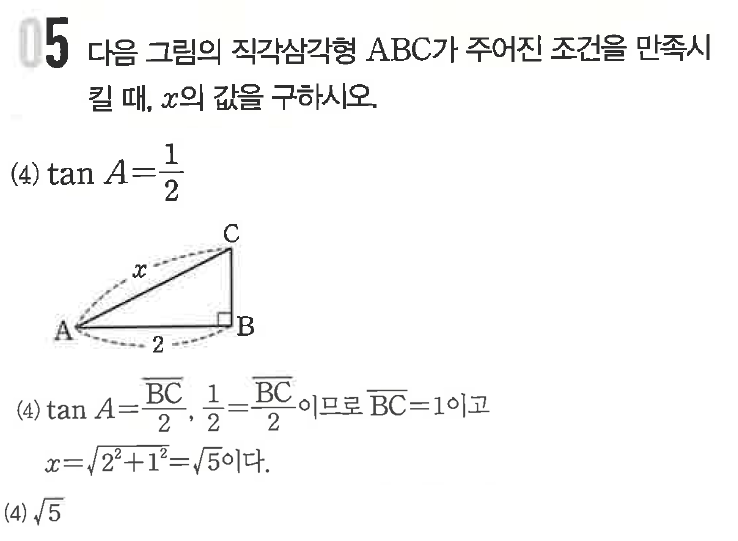 05 다음 그림의 직각삼각형 ABC가 주어진 조건을 만족시
킬 때, x의 값을 구하시오.
(4) tan A=1/2
C
x
A
B
2
(4) tan A=B̅C̅/2, 1/2=B̅C̅/2이므로 B̅C̅=1이고
x=√(2²+1²)=√5이다.
(4) √5